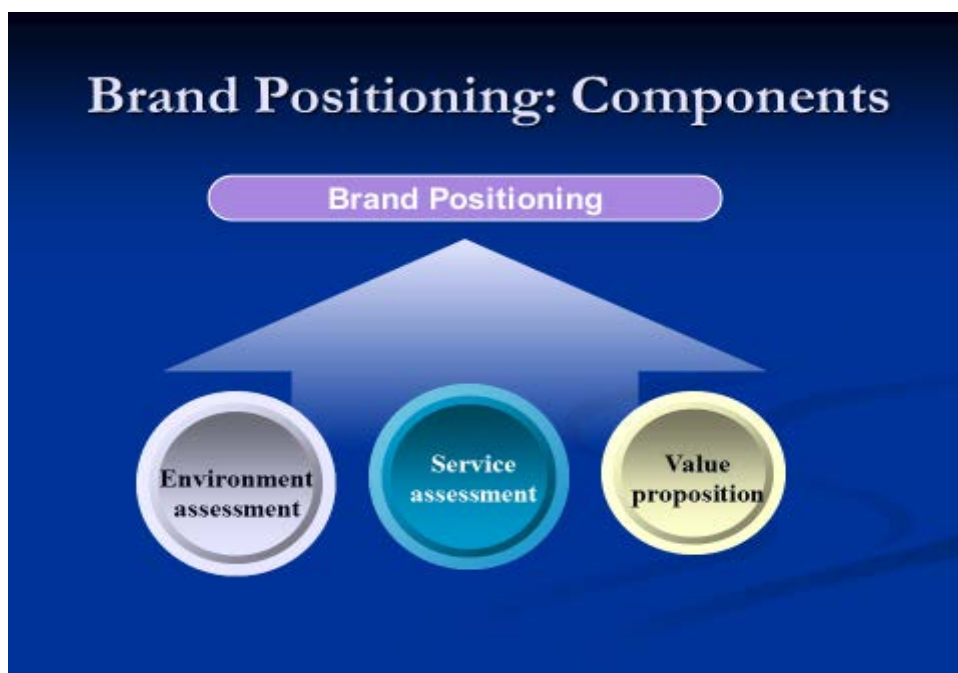 Brand Positioning: Components
Brand Positioning
Environment
assessment
Service
assessment
Value
proposition